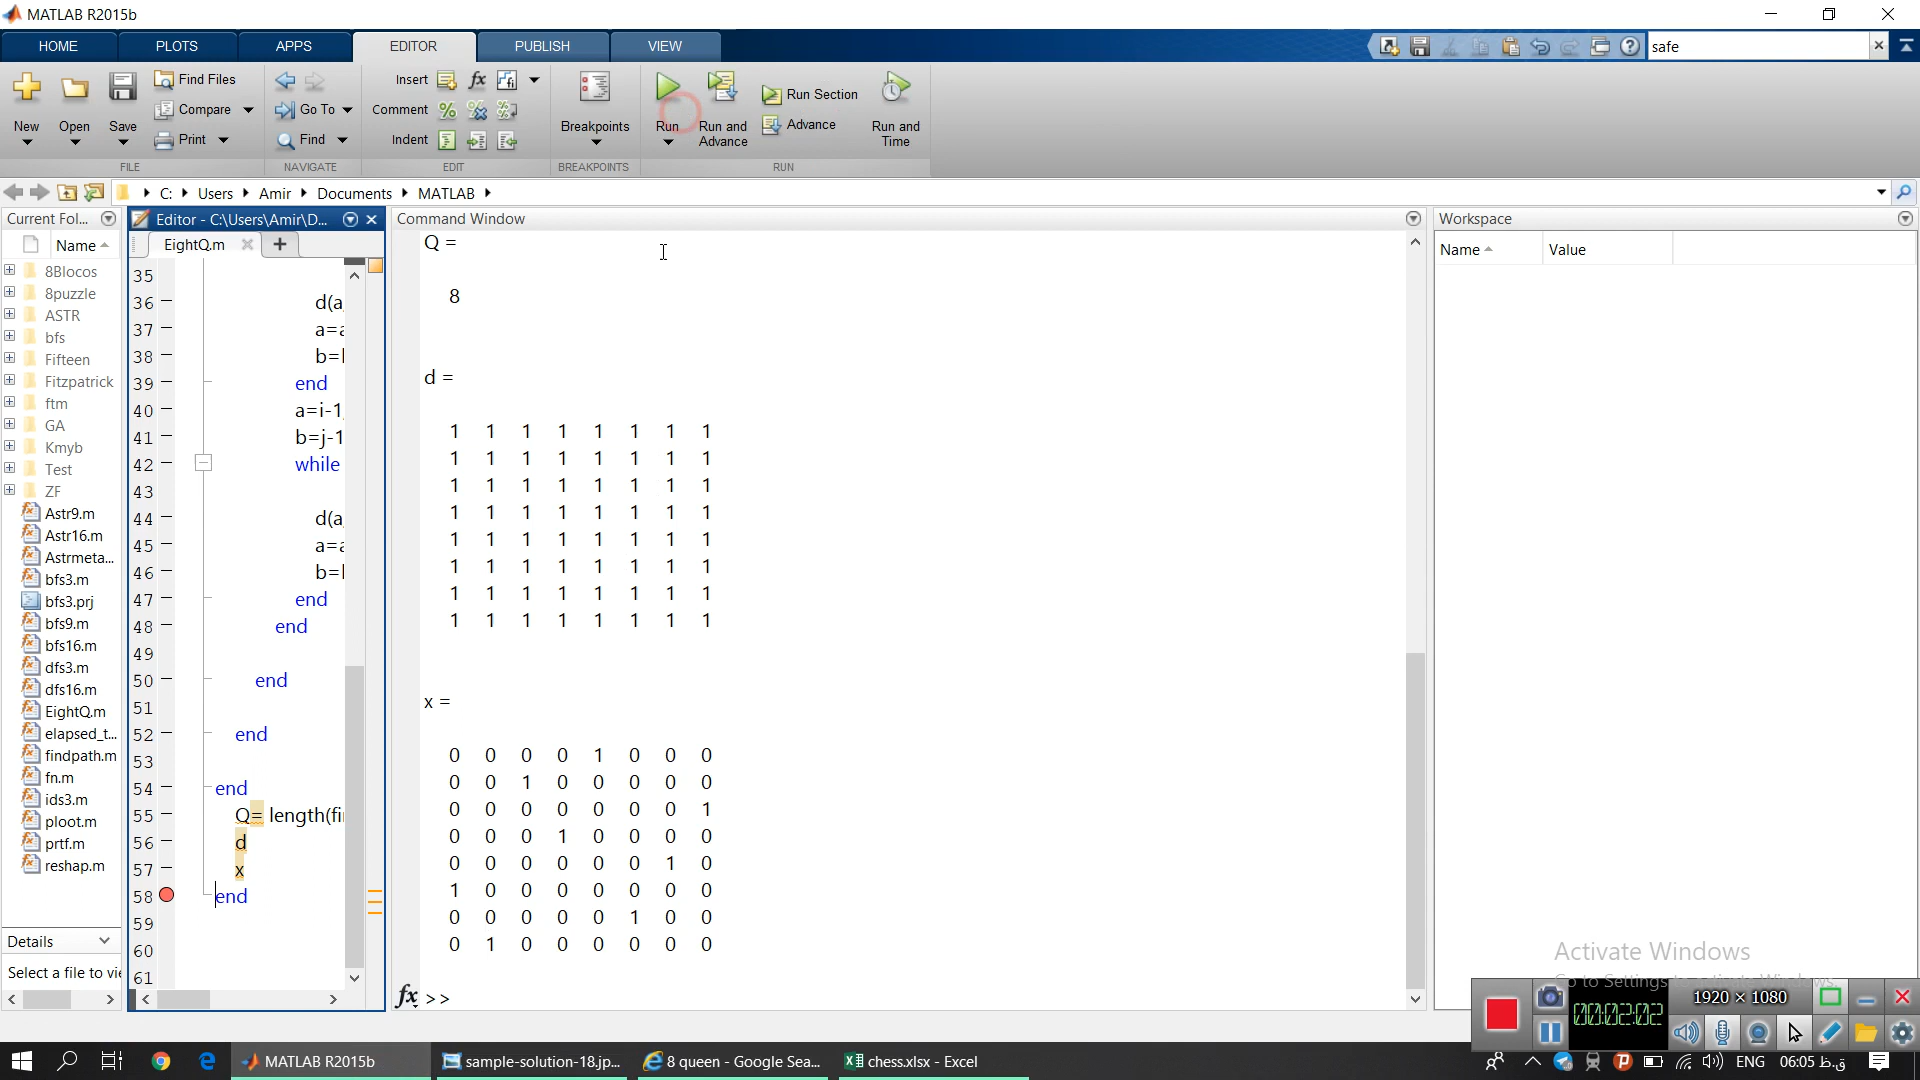 MATLAB R2015b
HOME PLOTS APPS EDITOR PUBLISH VIEW
safe
New Open Save
Find Files
Compare
Print
Go To
Find
Insert
Comment
Indent
Breakpoints
Run
Run and Advance
Run Section
Advance
Run and Time
FILE NAVIGATE EDIT BREAKPOINTS RUN
C: Users Amir Documents MATLAB
Current Fol...
Name
8Blocos
8puzzle
ASTR
bfs
Fifteen
Fitzpatrick
ftm
GA
Kmyb
Test
ZF
Astr9.m
Astr16.m
Astrmeta...
bfs3.m
bfs3.prj
bfs9.m
bfs16.m
dfs3.m
dfs16.m
EightQ.m
elapsed_t...
findpath.m
fn.m
ids3.m
ploot.m
prtf.m
reshap.m
Details
Select a file to vie
Editor - C:\Users\Amir\D...
EightQ.m
35
36 d(a,
37 a=a
38
39 end
40 a=i-1
41 b=j-1
42 while
43
44 d(a,
45 a=a
46
47 end
48 end
49
50 end
51
52 end
53
54 end
55 Q= length(fi
56 d
57 x
58 end
59
60
61
Command Window
Q =
8
d =
1 1 1 1 1 1 1 1
1 1 1 1 1 1 1 1
1 1 1 1 1 1 1 1
1 1 1 1 1 1 1 1
1 1 1 1 1 1 1 1
1 1 1 1 1 1 1 1
1 1 1 1 1 1 1 1
1 1 1 1 1 1 1 1
x =
0 0 0 0 1 0 0 0
0 0 1 0 0 0 0 0
0 0 0 0 0 0 0 1
0 0 0 1 0 0 0 0
0 0 0 0 0 0 1 0
1 0 0 0 0 0 0 0
0 0 0 0 0 1 0 0
0 1 0 0 0 0 0 0
fx >>
Workspace
Name Value
Activate Windows
Go to Settings to activate Windows.
1920 × 1080
00:02:02
MATLAB R2015b
sample-solution-18.jp...
8 queen - Google Sea...
chess.xlsx - Excel
ENG
06:05 ق.ظ